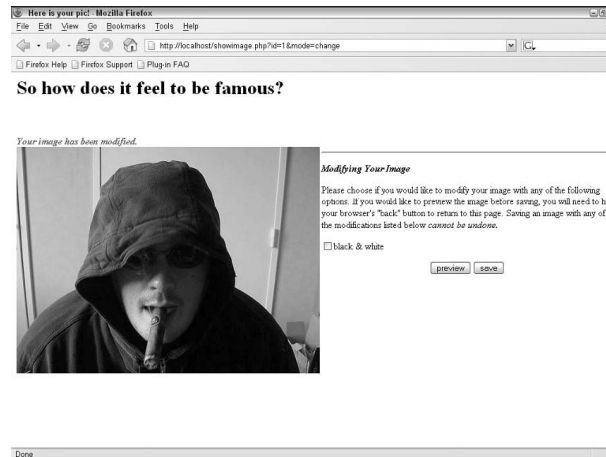 Here is your pic! - Mozilla Firefox
File Edit View Go Bookmarks Tools Help
http://localhost/showimage.php?id=1&mode=change
G
Firefox Help Firefox Support Plug-in FAQ
So how does it feel to be famous?
Your image has been modified.
Modifying Your Image
Please choose if you would like to modify your image with any of the following
options. If you would like to preview the image before saving, you will need to h
your browser's "back" button to return to this page. Saving an image with any of
the modifications listed below cannot be undone.
black & white
preview save
Done